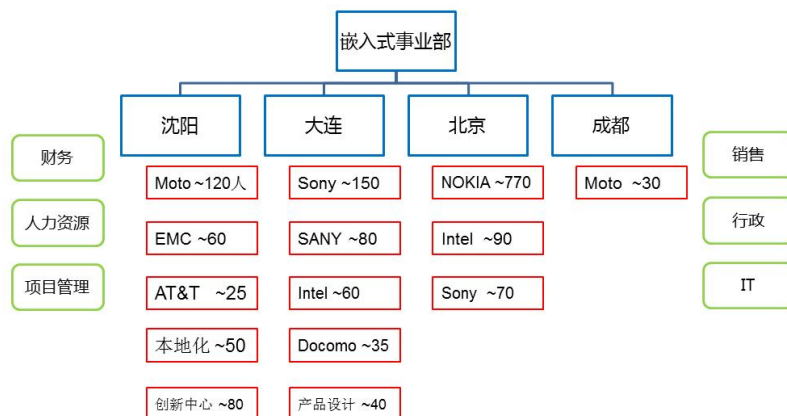 嵌入式事业部
沈阳
大连
北京
成都
财务
人力资源
项目管理
Moto ~120人
EMC ~60
AT&T ~25
本地化 ~50
创新中心 ~80
Sony ~150
SANY ~80
Intel ~60
Docomo ~35
产品设计 ~40
NOKIA ~770
Intel ~90
Sony ~70
Moto ~30
销售
行政
IT